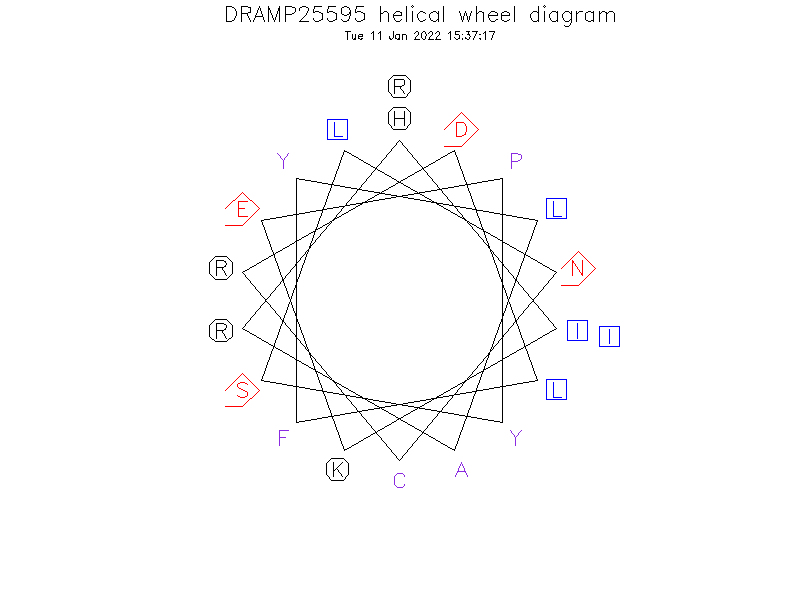 DRAMP25595 helical wheel diagram
Tue 11 Jan 2022 15:37:17
R
H
L D
Y P
E L
R N
R I I
S L
F Y
K A
C